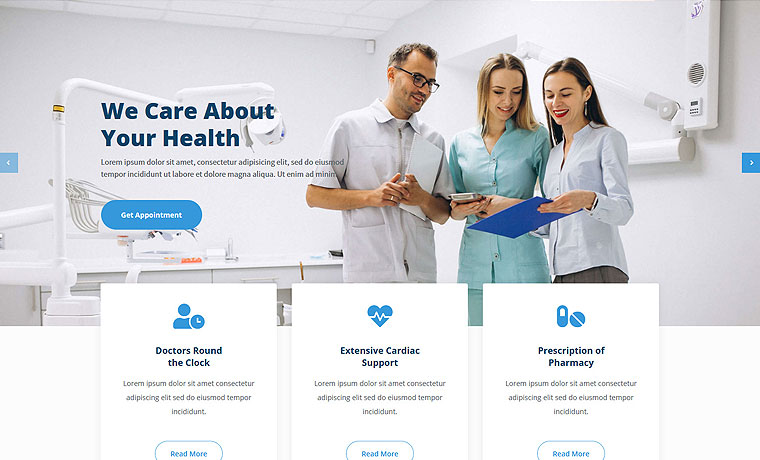 We Care About
Your Health
Lorem ipsum dolor sit amet, consectetur adipisicing elit, sed do eiusmod
tempor incididunt ut labore et dolore magna aliqua. Ut enim ad minim
Get Appointment
Doctors Round
the Clock
Lorem ipsum dolor sit amet consectetur
adipisicing elit sed do eiusmod tempor
incididunt.
Read More
Extensive Cardiac
Support
Lorem ipsum dolor sit amet consectetur
adipisicing elit sed do eiusmod tempor
incididunt.
Read More
Prescription of
Pharmacy
Lorem ipsum dolor sit amet consectetur
adipisicing elit sed do eiusmod tempor
incididunt.
Read More